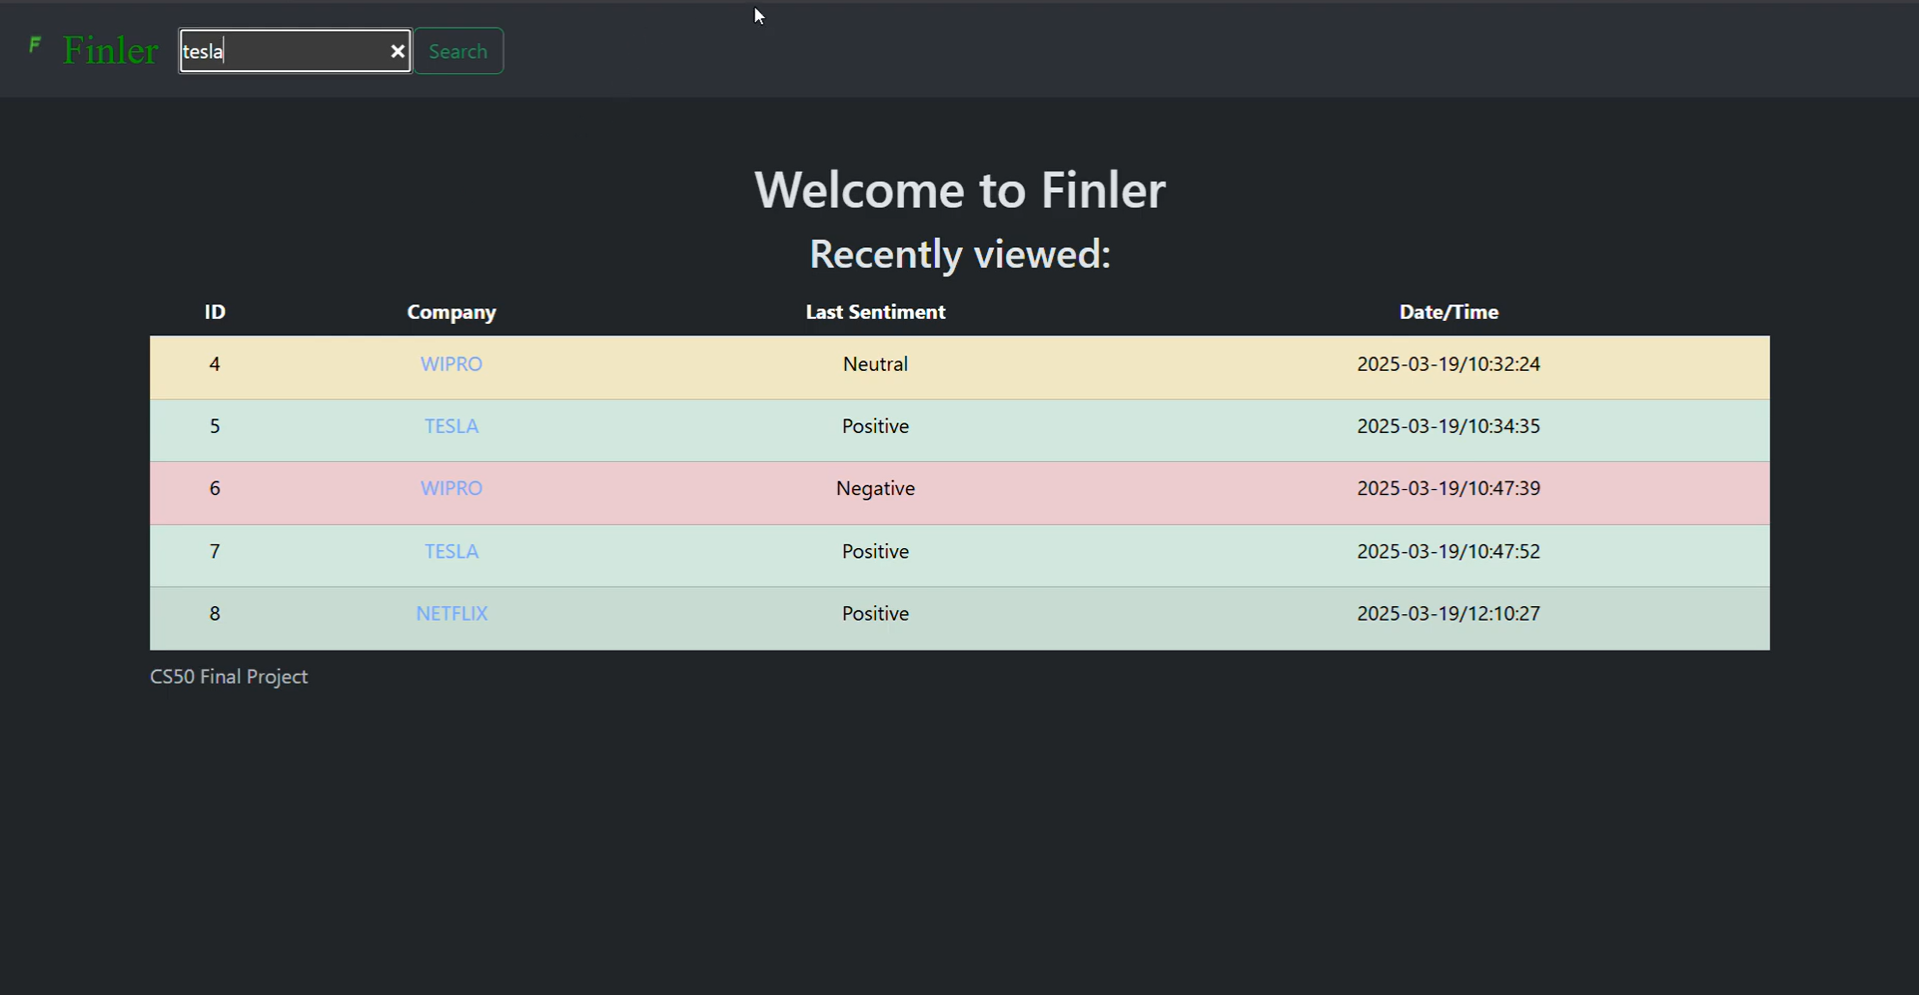 F Finler tesla × Search
Welcome to Finler
Recently viewed:
ID Company Last Sentiment Date/Time
4 WIPRO Neutral 2025-03-19/10:32:24
5 TESLA Positive 2025-03-19/10:34:35
6 WIPRO Negative 2025-03-19/10:47:39
7 TESLA Positive 2025-03-19/10:47:52
8 NETFLIX Positive 2025-03-19/12:10:27
CS50 Final Project